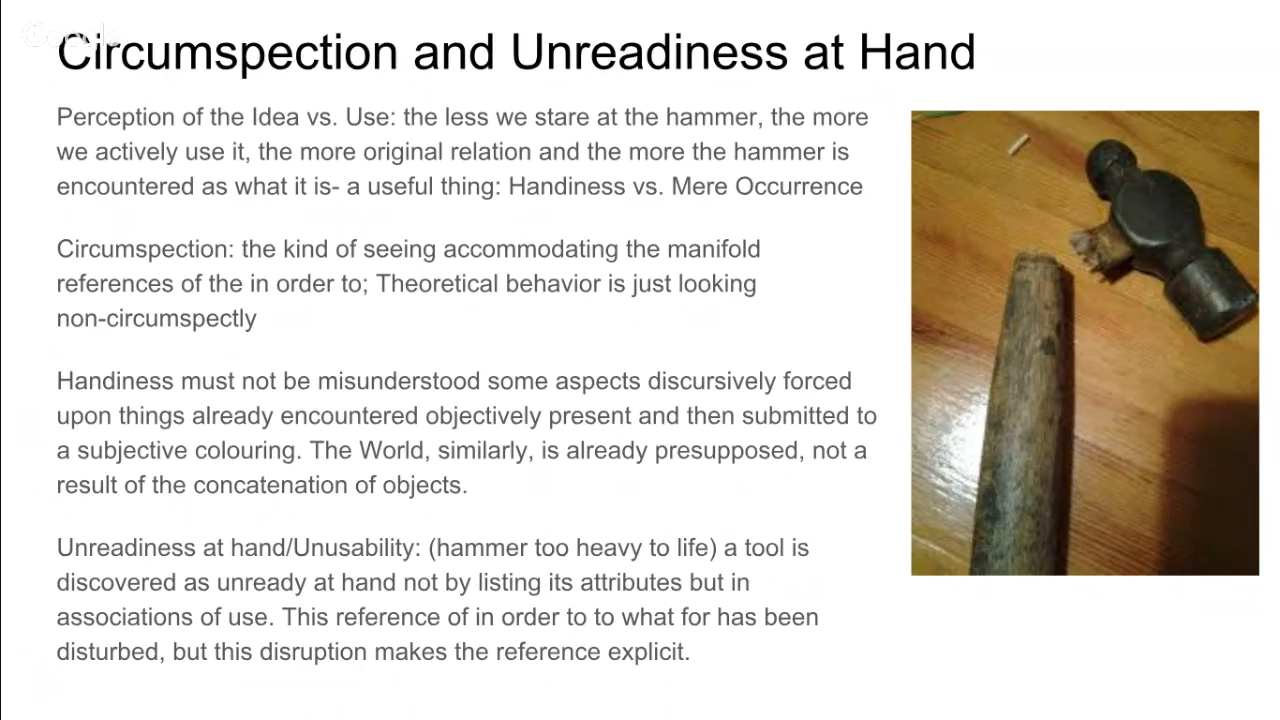 Circumspection and Unreadiness at Hand
Perception of the Idea vs. Use: the less we stare at the hammer, the more
we actively use it, the more original relation and the more the hammer is
encountered as what it is- a useful thing: Handiness vs. Mere Occurrence
Circumspection: the kind of seeing accommodating the manifold
references of the in order to; Theoretical behavior is just looking
non-circumspectly
Handiness must not be misunderstood some aspects discursively forced
upon things already encountered objectively present and then submitted to
a subjective colouring. The World, similarly, is already presupposed, not a
result of the concatenation of objects.
Unreadiness at hand/Unusability: (hammer too heavy to life) a tool is
discovered as unready at hand not by listing its attributes but in
associations of use. This reference of in order to to what for has been
disturbed, but this disruption makes the reference explicit.